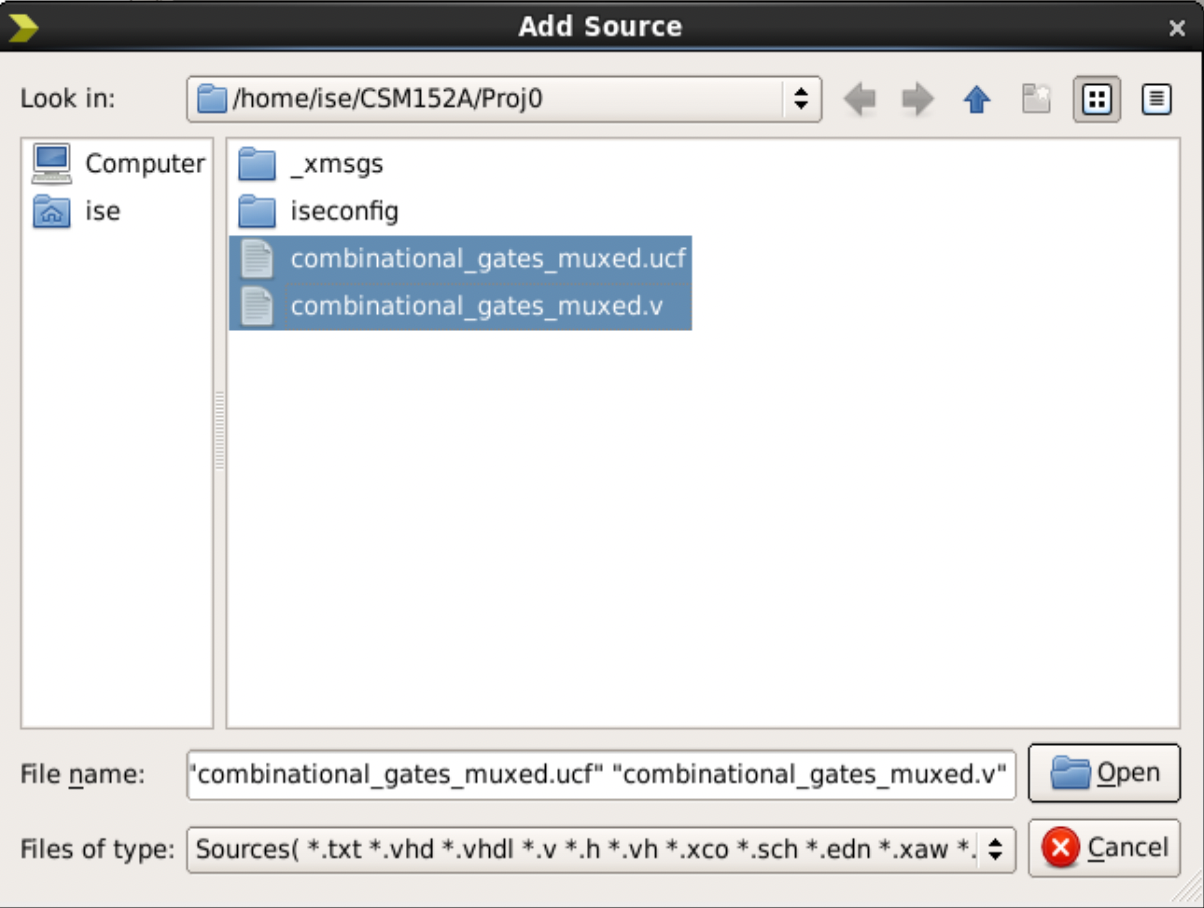 Add Source
Look in: /home/ise/CSM152A/Proj0
Computer
ise
_xmsgs
iseconfig
combinational_gates_muxed.ucf
combinational_gates_muxed.v
File name: "combinational_gates_muxed.ucf" "combinational_gates_muxed.v"
Open
Files of type: Sources( *.txt *.vhd *.vhdl *.v *.h *.vh *.xco *.sch *.edn *.xaw *.
Cancel